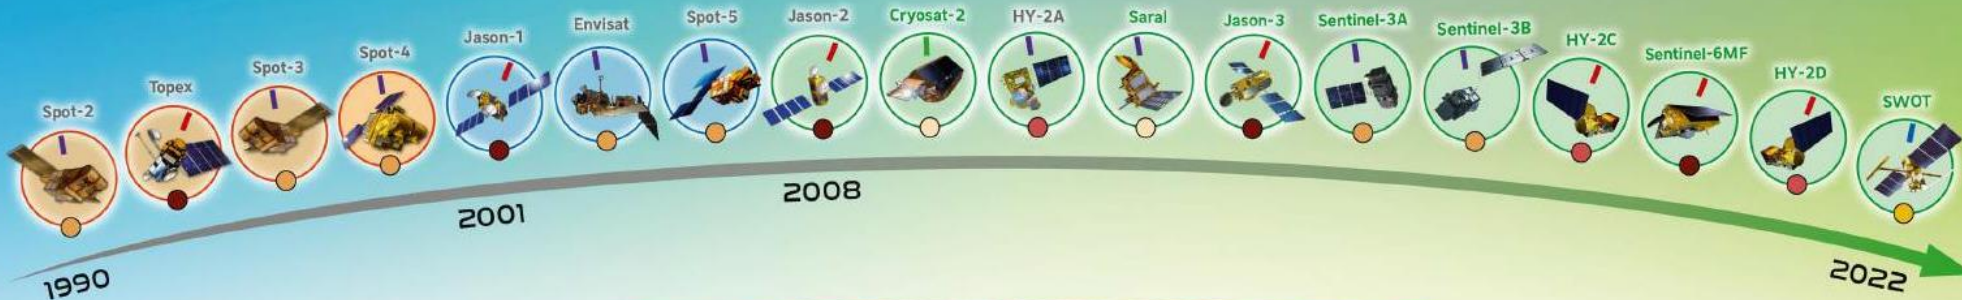 Spot-2
Topex
Spot-3
Spot-4
Jason-1
Envisat
Spot-5
Jason-2
Cryosat-2
HY-2A
Saral
Jason-3
Sentinel-3A
Sentinel-3B
HY-2C
Sentinel-6MF
HY-2D
SWOT
1990
2001
2008
2022